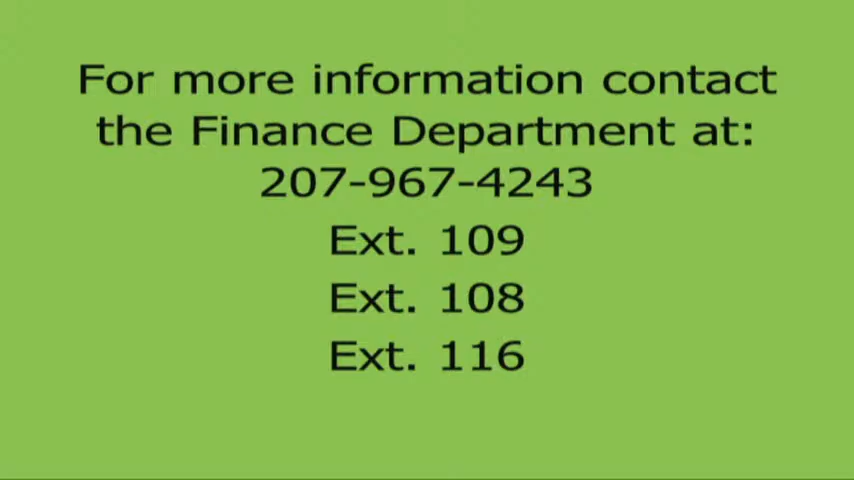 For more information contact
the Finance Department at:
207-967-4243
Ext. 109
Ext. 108
Ext. 116